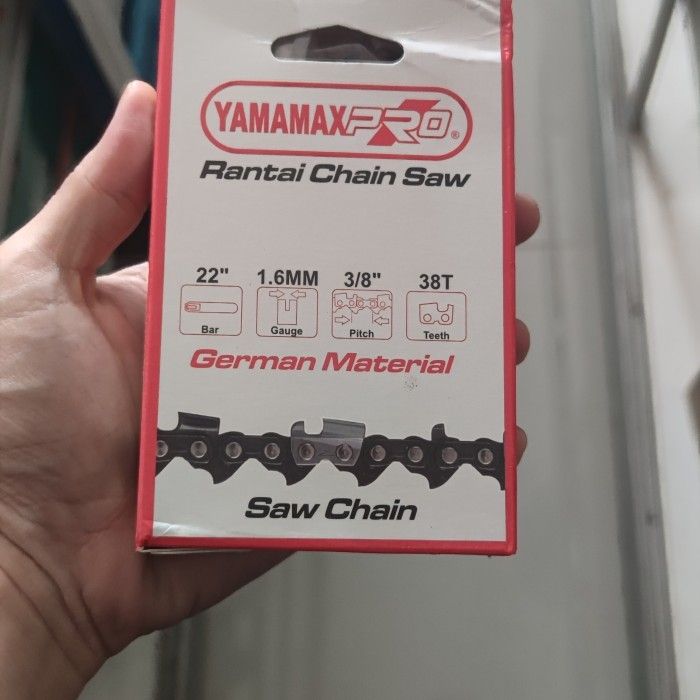 YAMAMAXPRO®
Rantai Chain Saw
22" 1.6MM 3/8" 38T
Bar Gauge Pitch Teeth
German Material
Saw Chain